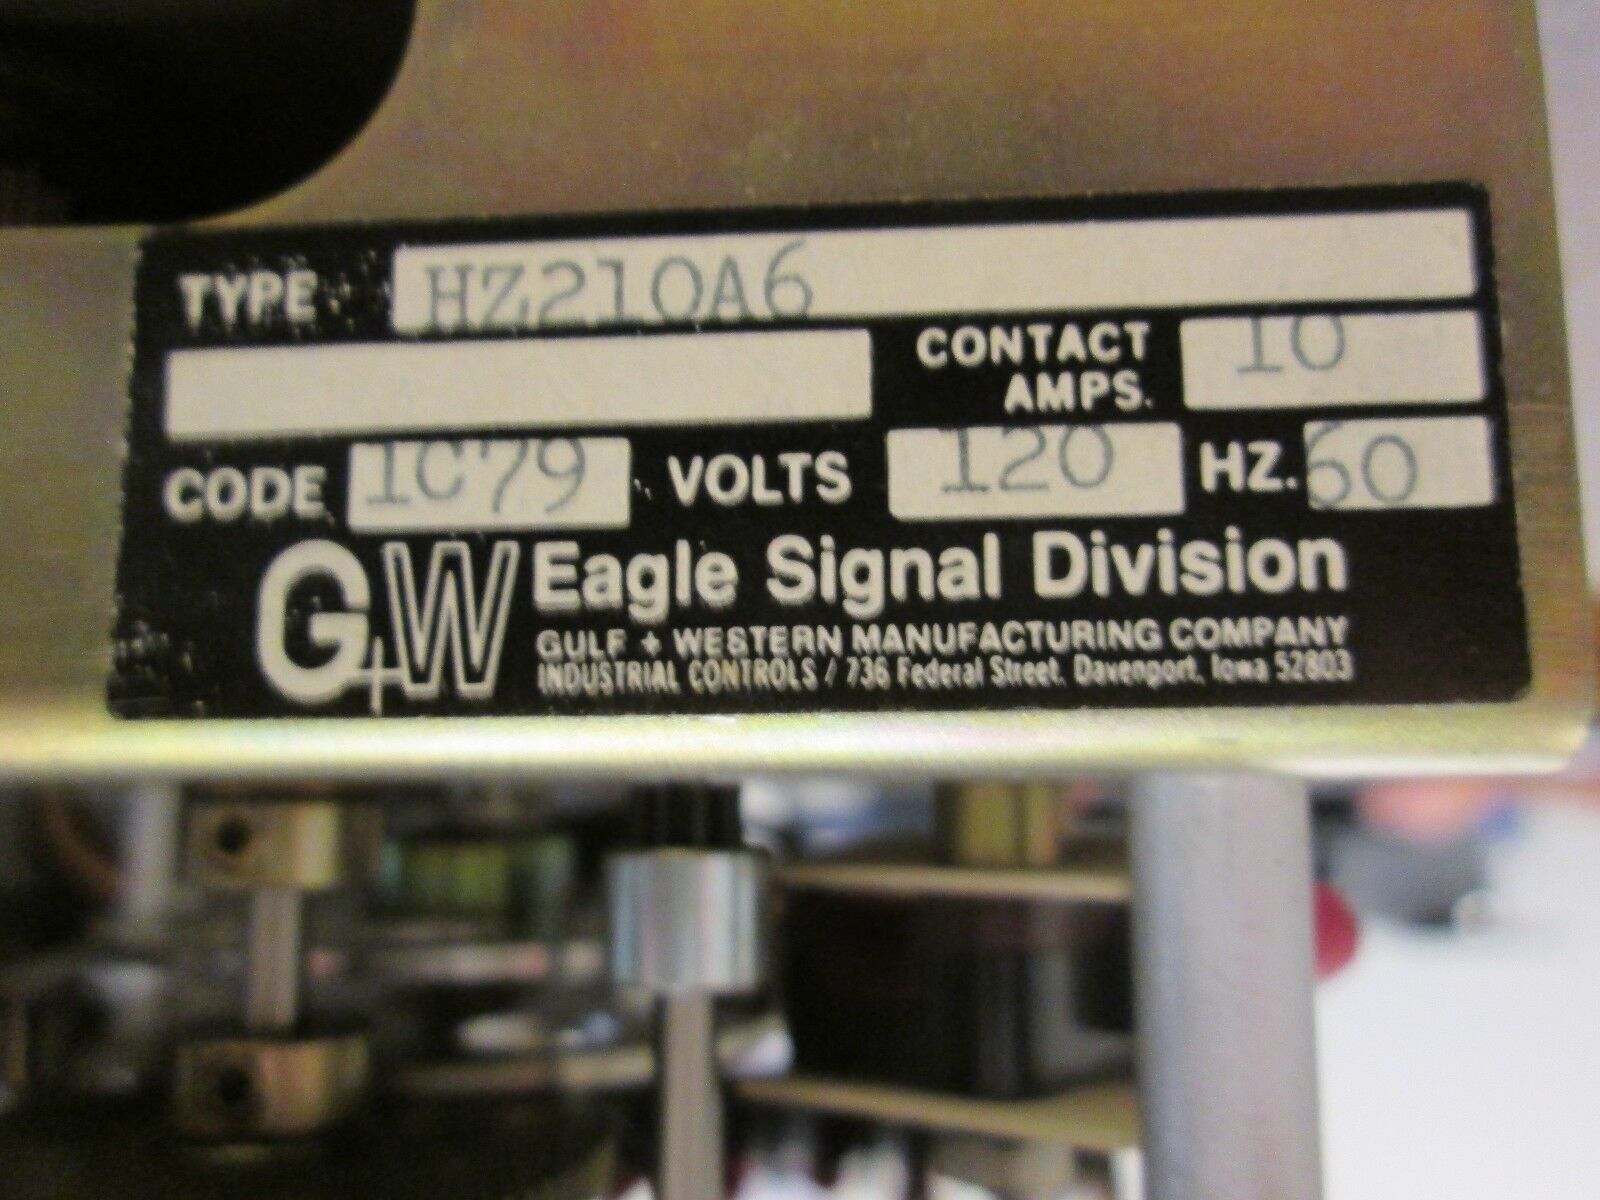 TYPE HZ210A6
CONTACT AMPS. 10
CODE 1C79 VOLTS 120 HZ. 60
G+W Eagle Signal Division
GULF + WESTERN MANUFACTURING COMPANY
INDUSTRIAL CONTROLS / 736 Federal Street, Davenport, Iowa 52803